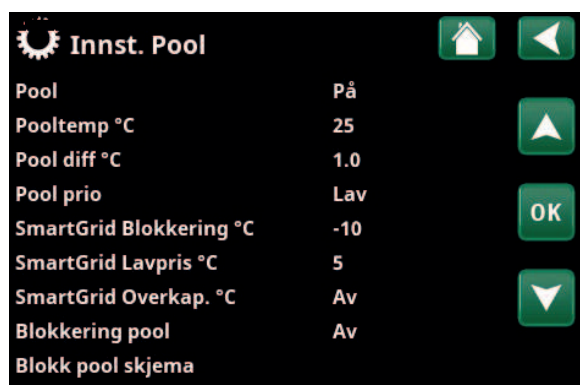 Innst. Pool
Pool På
Pooltemp °C 25
Pool diff °C 1.0
Pool prio Lav
SmartGrid Blokkering °C -10
SmartGrid Lavpris °C 5
SmartGrid Overkap. °C Av
Blokkering pool Av
Blokk pool skjema
OK